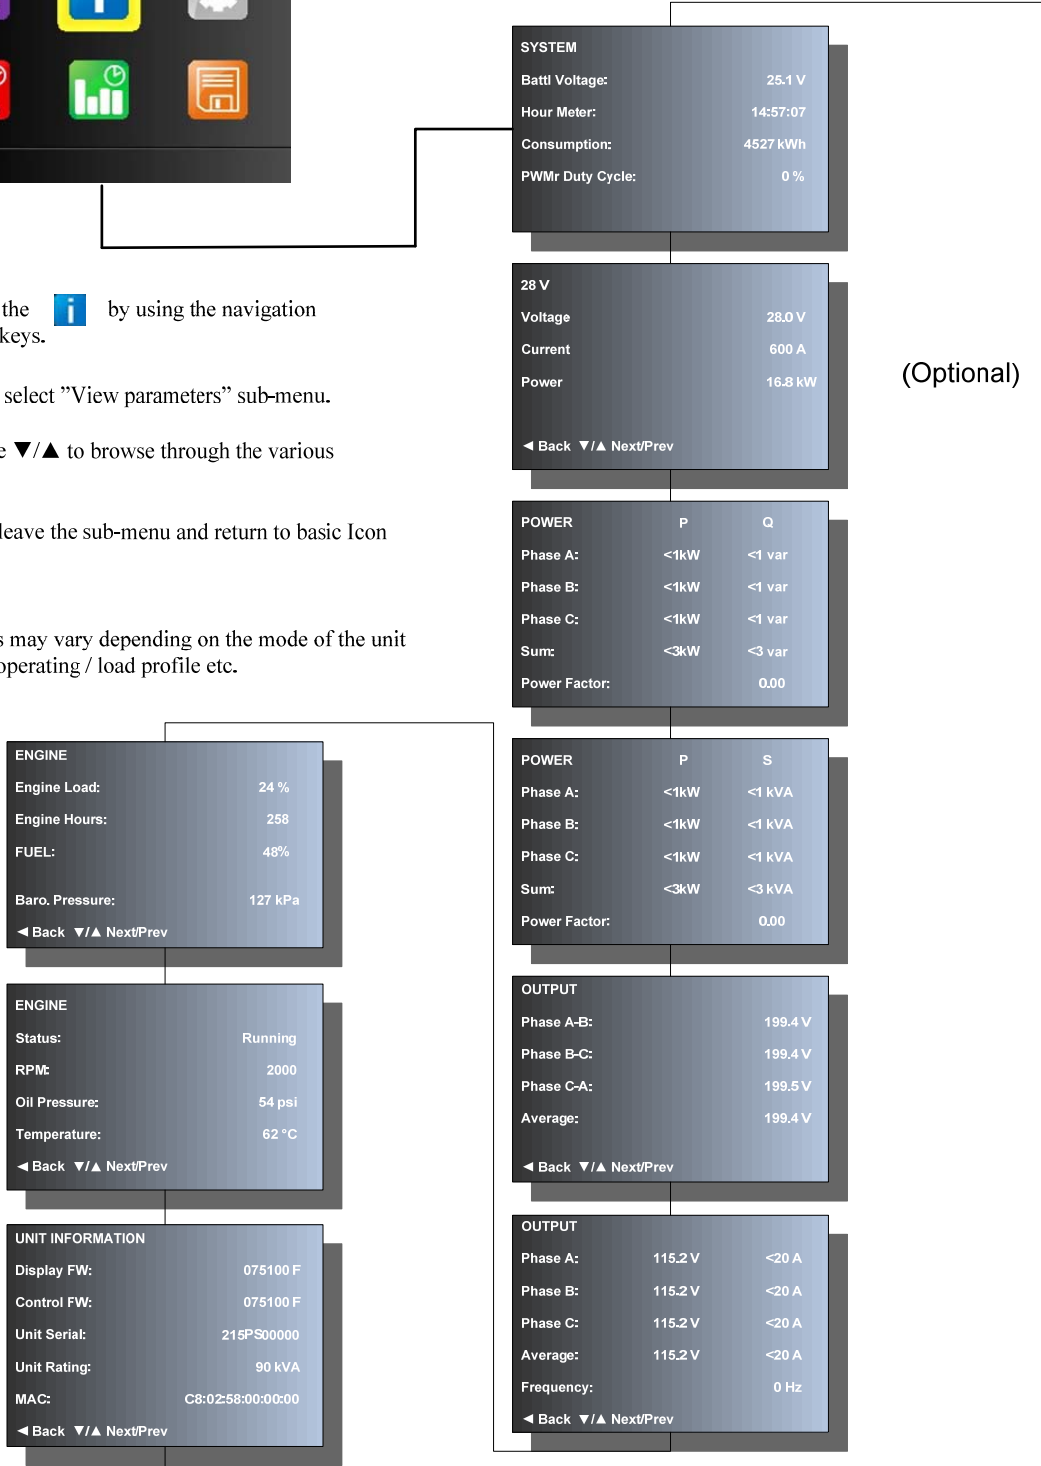 the i by using the navigation
keys.
select ”View parameters” sub-menu.
▼/▲ to browse through the various
leave the sub-menu and return to basic Icon
may vary depending on the mode of the unit
operating / load profile etc.
SYSTEM
Battl Voltage: 25.1 V
Hour Meter: 14:57:07
Consumption: 4527 kWh
PWMr Duty Cycle: 0 %
28 V
Voltage 28.0 V
Current 600 A
Power 16.8 kW
◄ Back ▼/▲ Next/Prev
(Optional)
POWER P Q
Phase A: <1kW <1 var
Phase B: <1kW <1 var
Phase C: <1kW <1 var
Sum: <3kW <3 var
Power Factor: 0.00
POWER P S
Phase A: <1kW <1 kVA
Phase B: <1kW <1 kVA
Phase C: <1kW <1 kVA
Sum: <3kW <3 kVA
Power Factor: 0.00
OUTPUT
Phase A-B: 199.4 V
Phase B-C: 199.4 V
Phase C-A: 199.5 V
Average: 199.4 V
◄ Back ▼/▲ Next/Prev
OUTPUT
Phase A: 115.2 V <20 A
Phase B: 115.2 V <20 A
Phase C: 115.2 V <20 A
Average: 115.2 V <20 A
Frequency: 0 Hz
◄ Back ▼/▲ Next/Prev
ENGINE
Engine Load: 24 %
Engine Hours: 258
FUEL: 48%
Baro. Pressure: 127 kPa
◄ Back ▼/▲ Next/Prev
ENGINE
Status: Running
RPM: 2000
Oil Pressure: 54 psi
Temperature: 62 °C
◄ Back ▼/▲ Next/Prev
UNIT INFORMATION
Display FW: 075100 F
Control FW: 075100 F
Unit Serial: 215PS00000
Unit Rating: 90 kVA
MAC: C8:02:58:00:00:00
◄ Back ▼/▲ Next/Prev